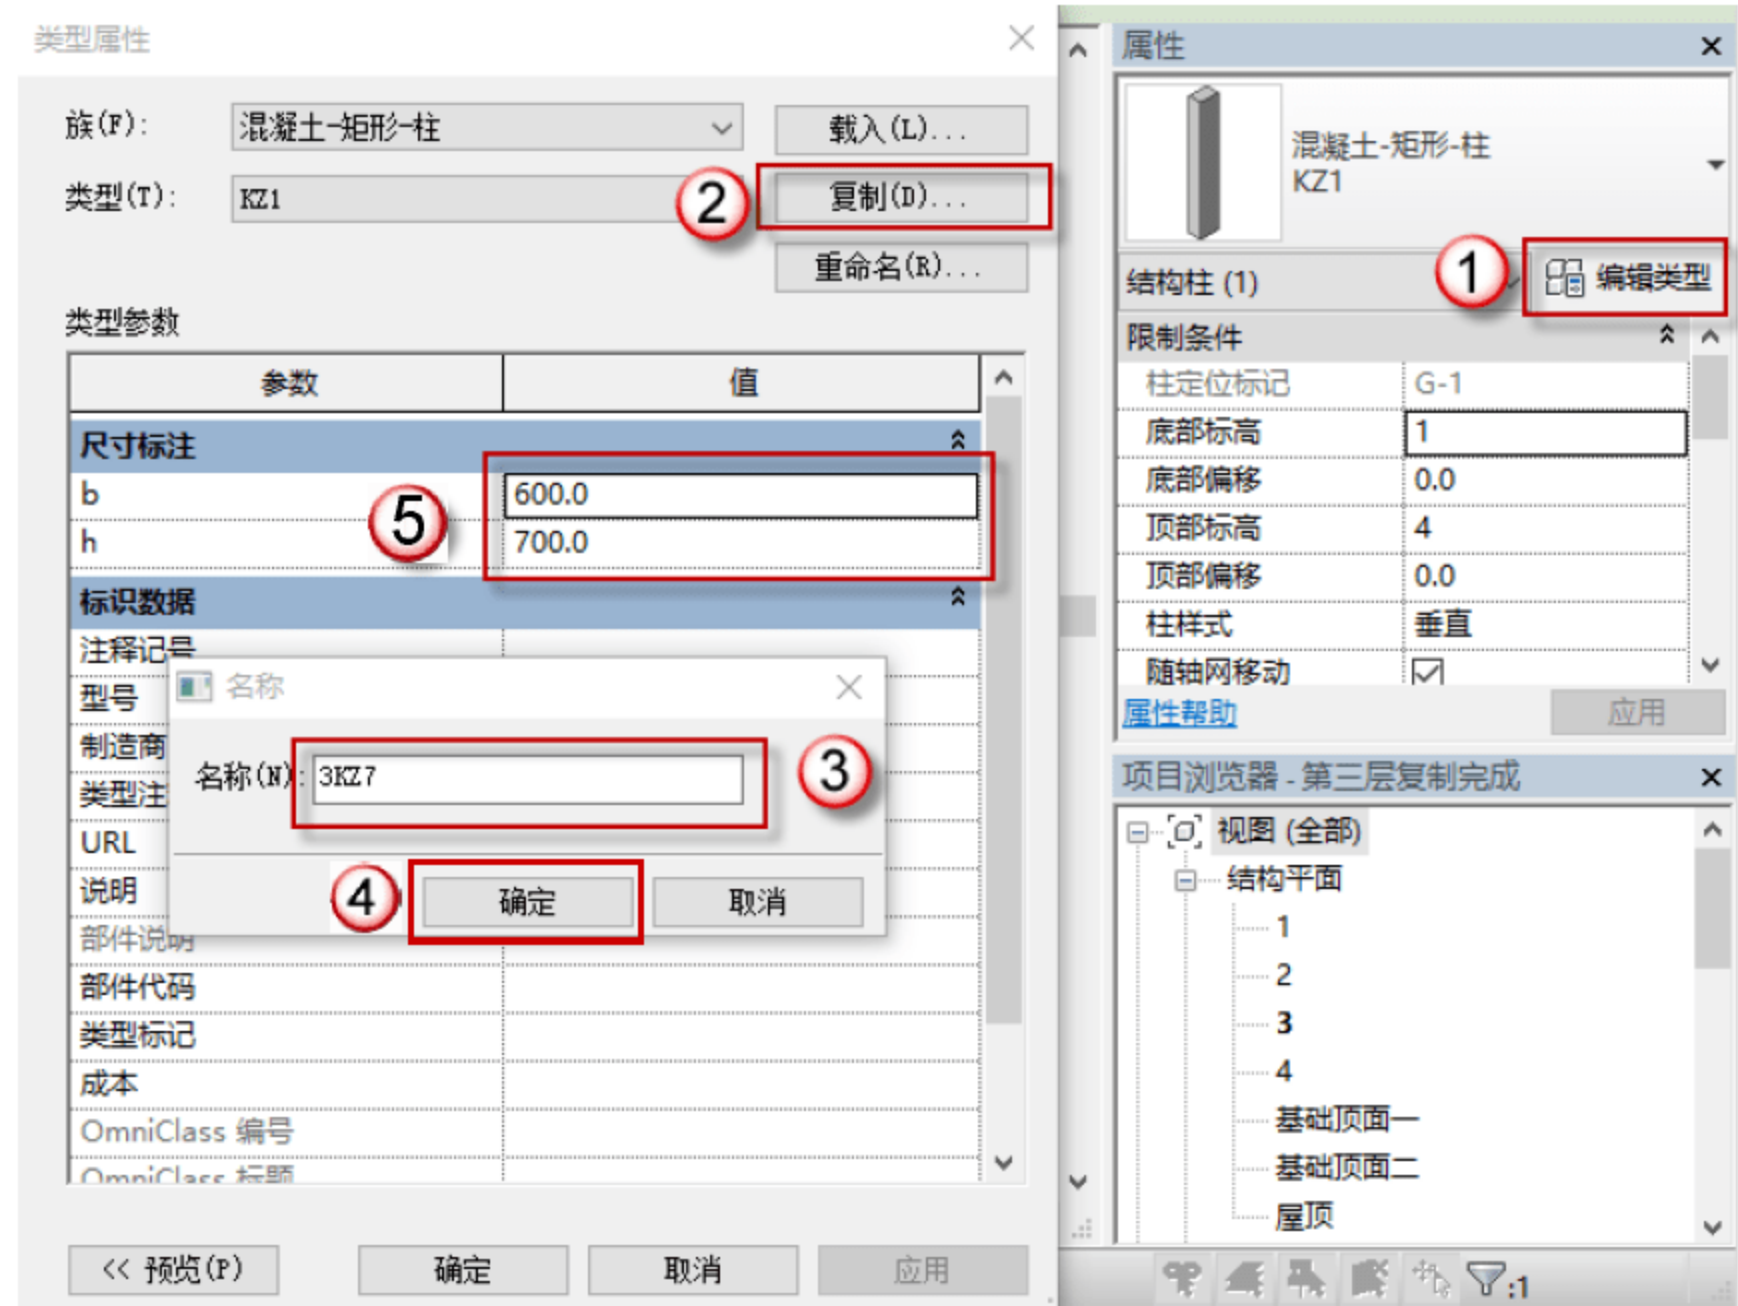 类型属性
族(F):
混凝土-矩形-柱
载入(L)...
类型(T):
KZ1
2
复制(D)...
重命名(R)...
类型参数
参数
值
尺寸标注
b
600.0
5
h
700.0
标识数据
注释记号
型号
制造商
类型注
URL
说明
部件说明
部件代码
类型标记
成本
OmniClass 编号
OmniClass 标题
名称
名称(N):
3KZ7
3
4
确定
取消
<< 预览(P)
确定
取消
应用
属性
混凝土-矩形-柱
KZ1
结构柱 (1)
1
编辑类型
限制条件
柱定位标记
G-1
底部标高
1
底部偏移
0.0
顶部标高
4
顶部偏移
0.0
柱样式
垂直
随轴网移动
属性帮助
应用
项目浏览器 - 第三层复制完成
视图 (全部)
结构平面
1
2
3
4
基础顶面一
基础顶面二
屋顶
:1